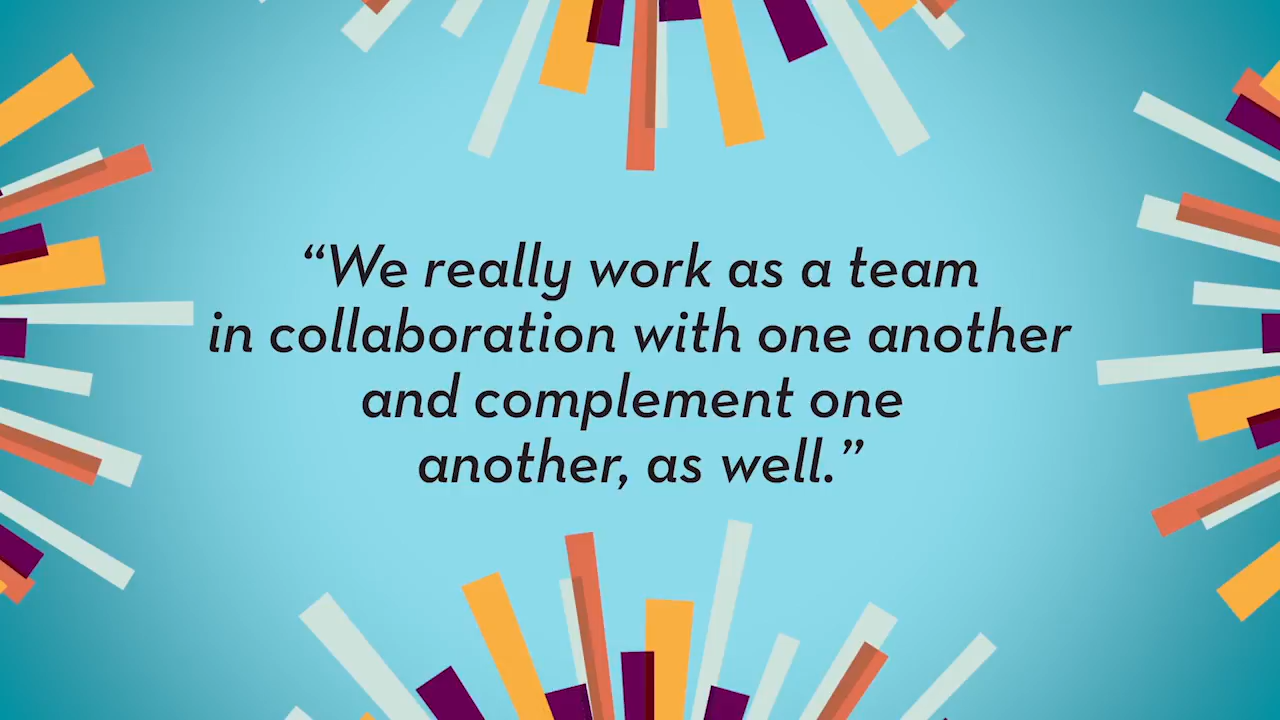 “We really work as a team
in collaboration with one another
and complement one
another, as well.”